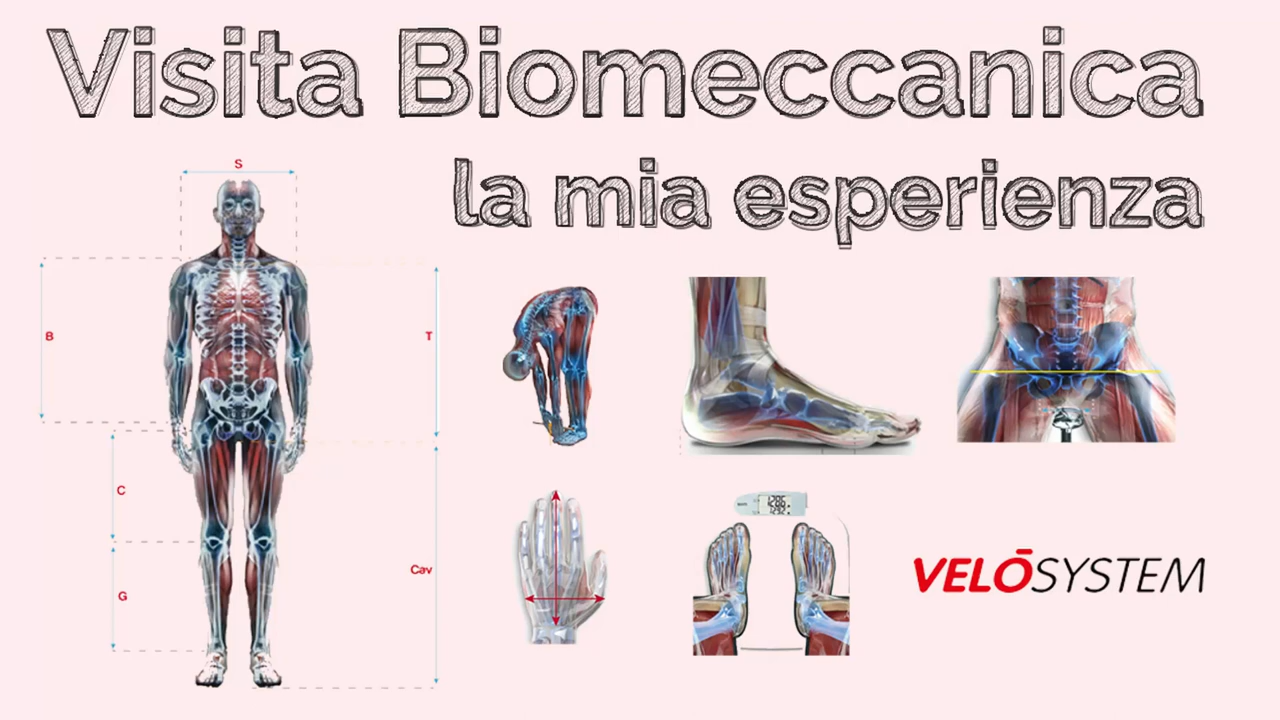 Visita Biomeccanica
la mia esperienza
S
B
T
C
Cav
G
VELŌSYSTEM